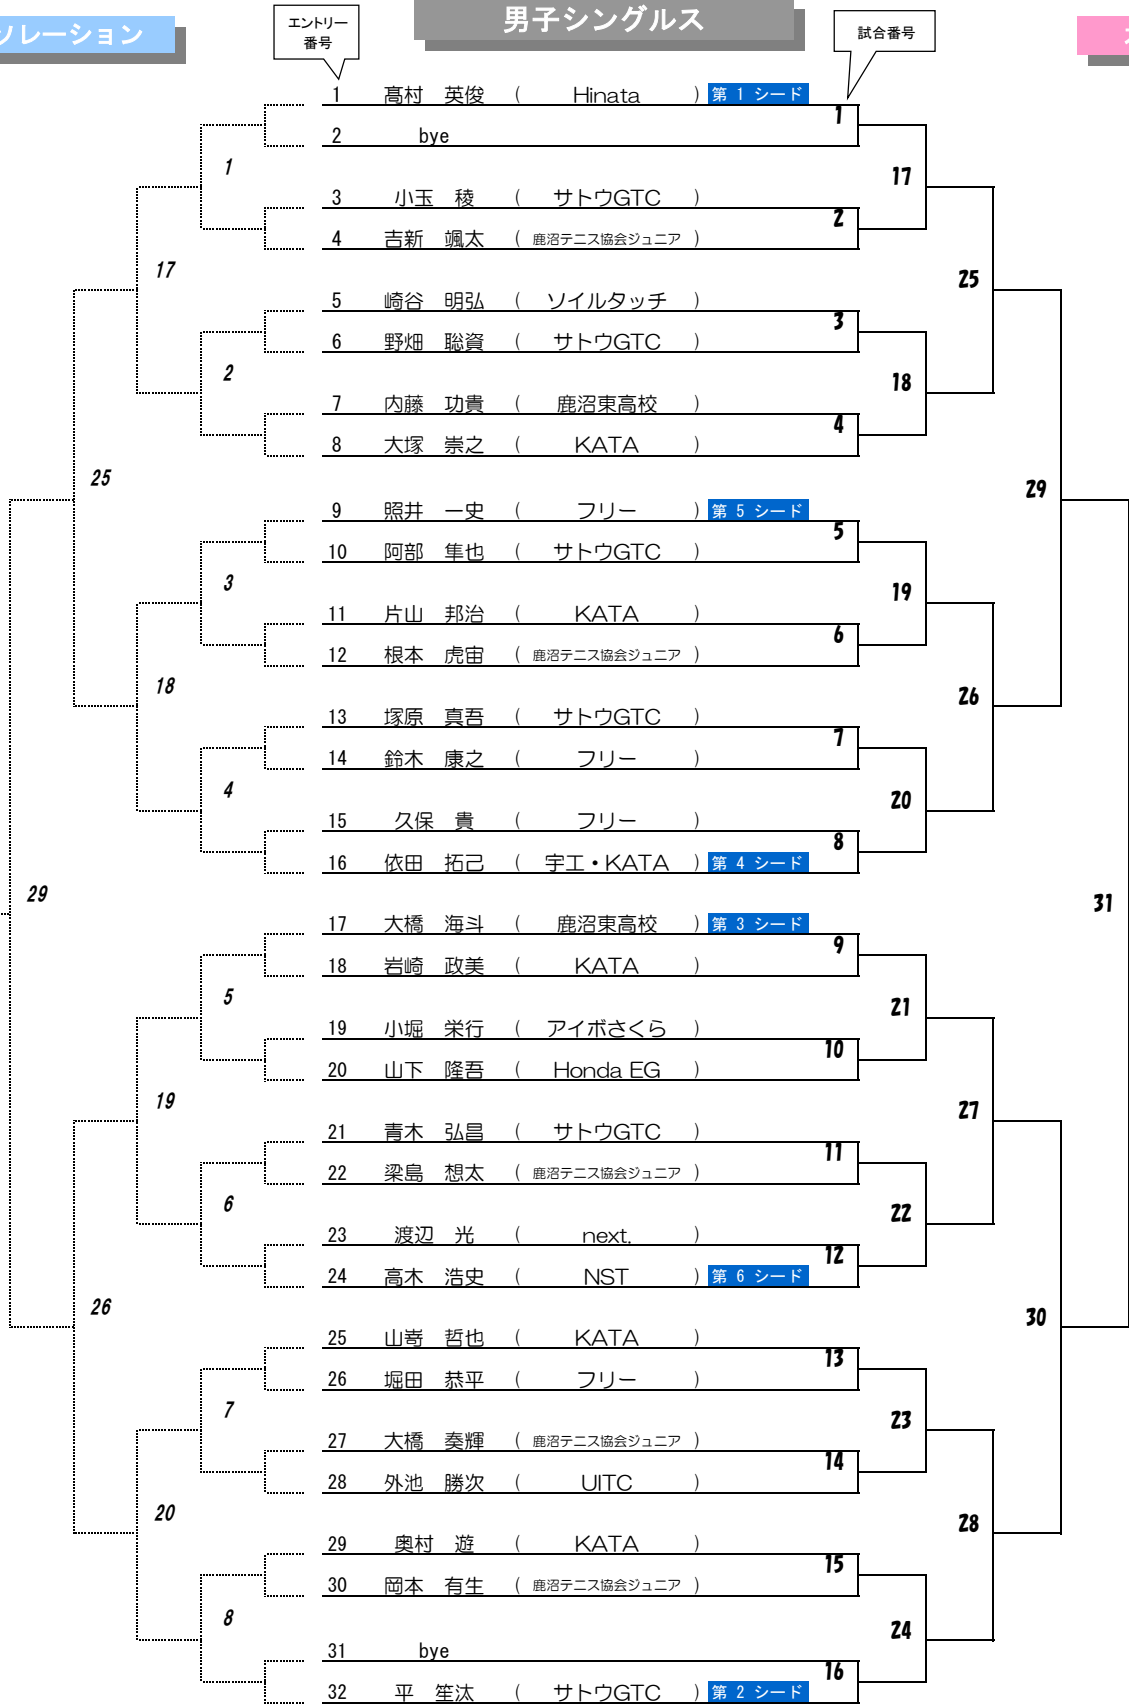 ソレーション
エントリー
番号
男子シングルス
試合番号
1 髙村 英俊 ( Hinata ) 第 1 シード
1
2 bye
1
17
3 小玉 稜 ( サトウGTC )
2
4 吉新 颯太 ( 鹿沼テニス協会ジュニア )
17
25
5 崎谷 明弘 ( ソイルタッチ )
3
6 野畑 聡資 ( サトウGTC )
2
18
7 内藤 功貴 ( 鹿沼東高校 )
4
8 大塚 崇之 ( KATA )
25
29
9 照井 一史 ( フリー ) 第 5 シード
5
10 阿部 隼也 ( サトウGTC )
3
19
11 片山 邦治 ( KATA )
6
12 根本 虎宙 ( 鹿沼テニス協会ジュニア )
18
26
13 塚原 真吾 ( サトウGTC )
7
14 鈴木 康之 ( フリー )
4
20
15 久保 貴 ( フリー )
8
16 依田 拓己 ( 宇工・KATA ) 第 4 シード
29
31
17 大橋 海斗 ( 鹿沼東高校 ) 第 3 シード
9
18 岩崎 政美 ( KATA )
5
21
19 小堀 栄行 ( アイボさくら )
10
20 山下 隆吾 ( Honda EG )
19
27
21 青木 弘昌 ( サトウGTC )
11
22 梁島 想太 ( 鹿沼テニス協会ジュニア )
6
22
23 渡辺 光 ( next. )
12
24 高木 浩史 ( NST ) 第 6 シード
26
30
25 山嵜 哲也 ( KATA )
13
26 堀田 恭平 ( フリー )
7
23
27 大橋 奏輝 ( 鹿沼テニス協会ジュニア )
14
28 外池 勝次 ( UITC )
20
28
29 奥村 遊 ( KATA )
15
30 岡本 有生 ( 鹿沼テニス協会ジュニア )
8
24
31 bye
16
32 平 笙汰 ( サトウGTC ) 第 2 シード